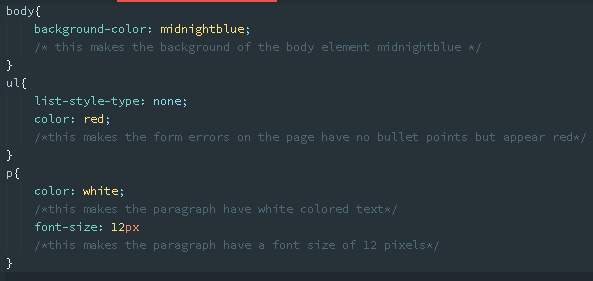 body{
    background-color: midnightblue;
    /* this makes the background of the body element midnightblue */
}
ul{
    list-style-type: none;
    color: red;
    /*this makes the form errors on the page have no bullet points but appear red*/
}
p{
    color: white;
    /*this makes the paragraph have white colored text*/
    font-size: 12px
    /*this makes the paragraph have a font size of 12 pixels*/
}